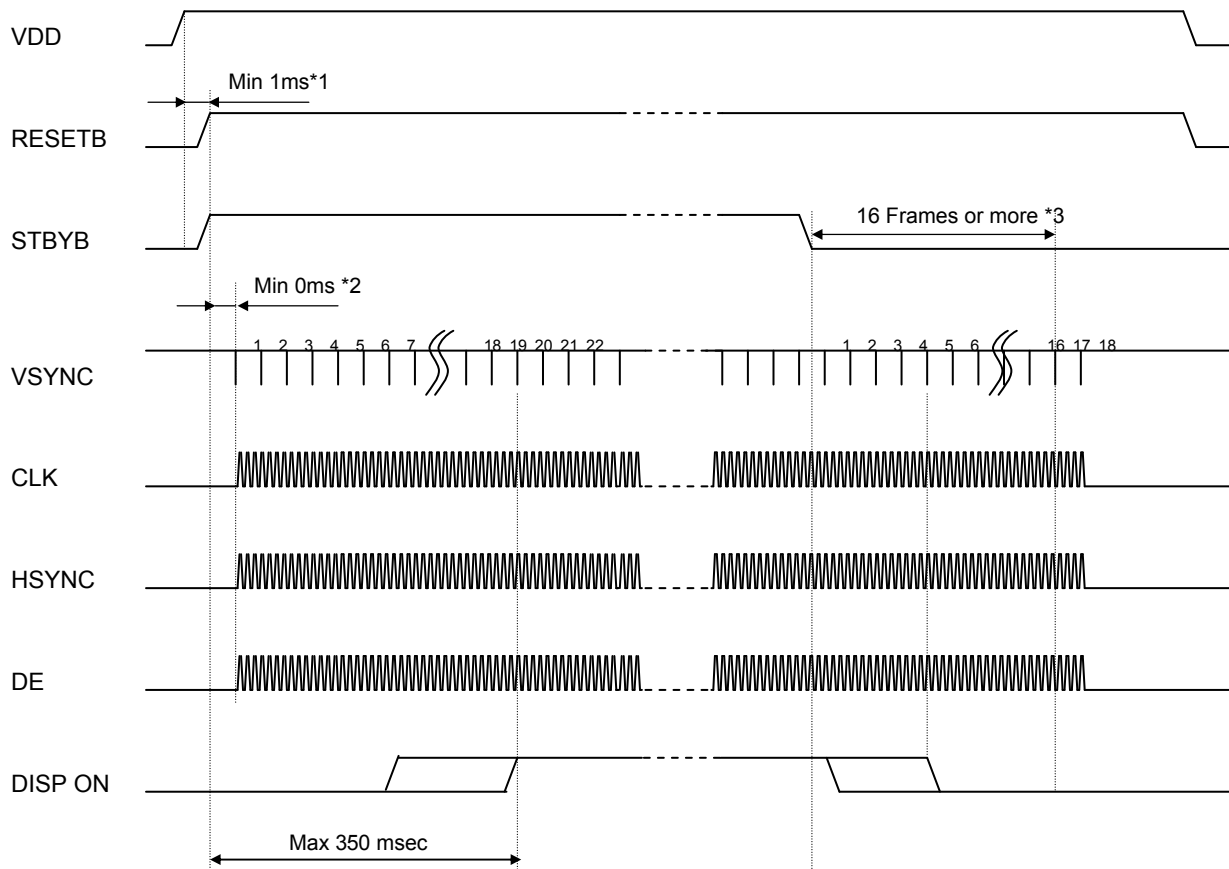 VDD
Min 1ms*1
RESETB
STBYB
16 Frames or more *3
Min 0ms *2
VSYNC
1 2 3 4 5 6 7 18 19 20 21 22 1 2 3 4 5 6 16 17 18
CLK
HSYNC
DE
DISP ON
Max 350 msec